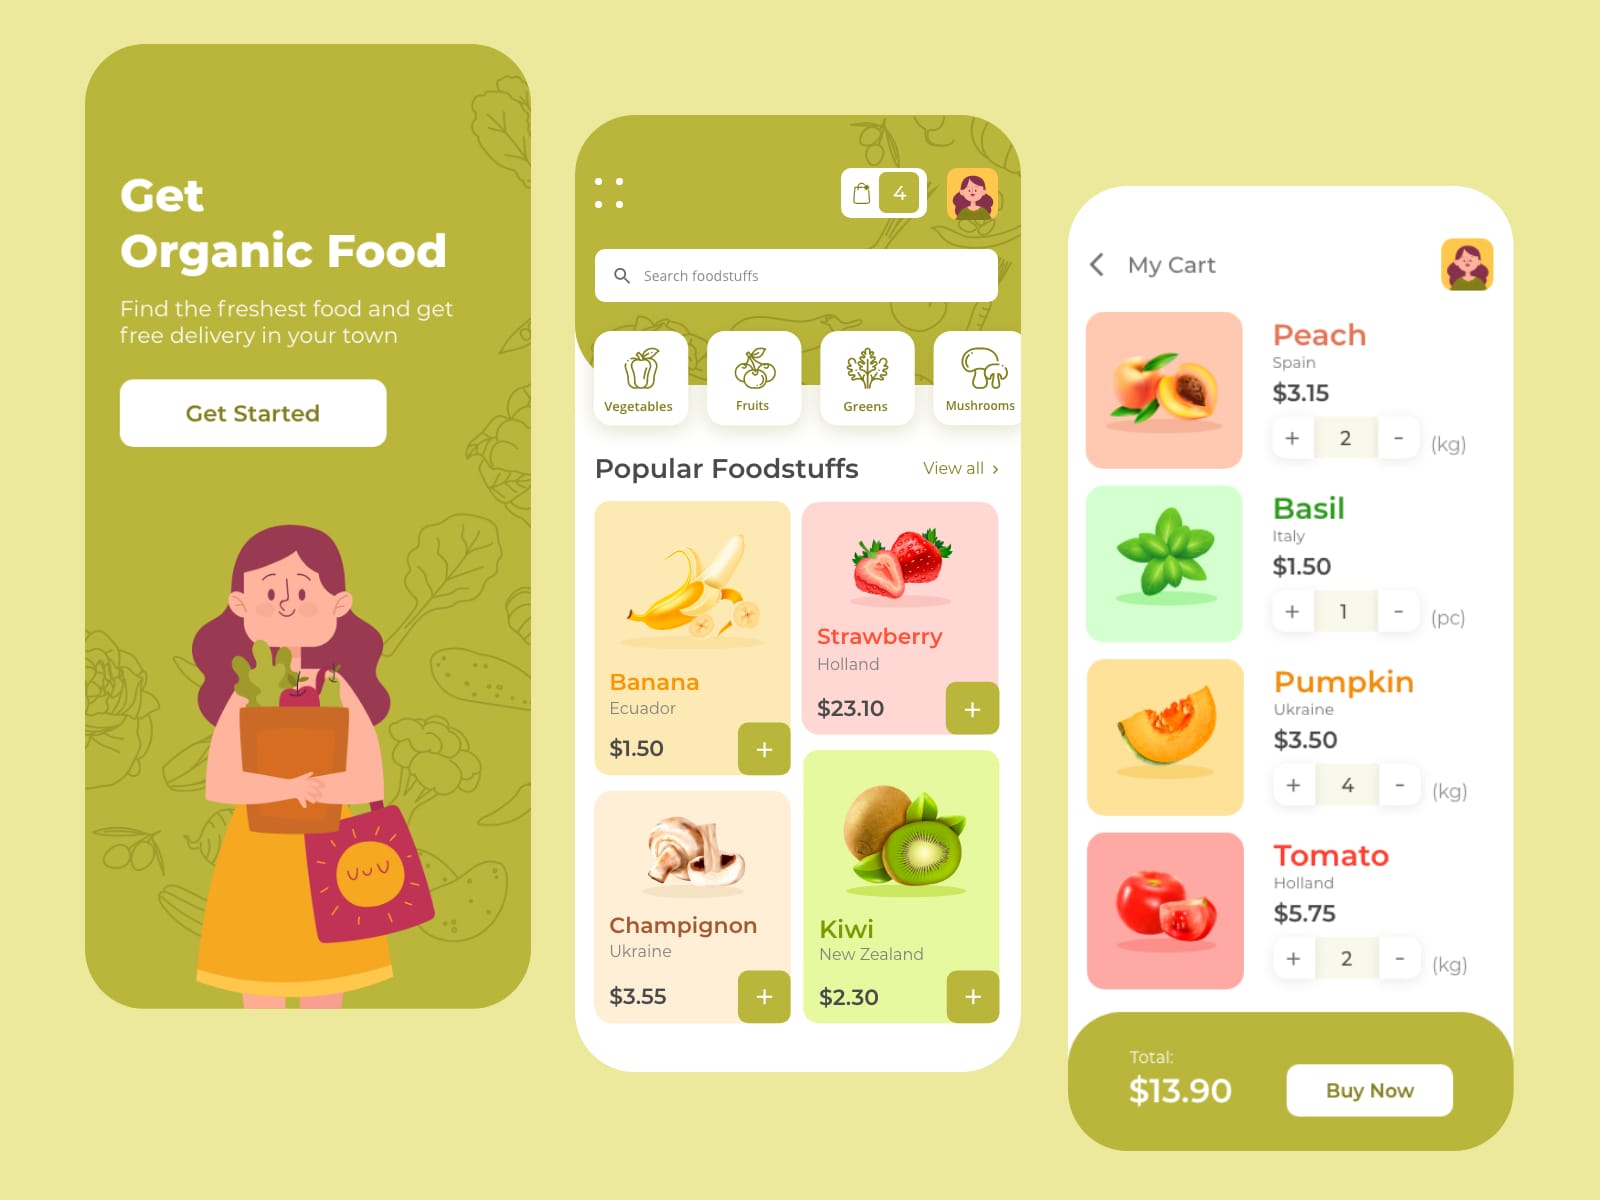 Get
Organic Food
Find the freshest food and get
free delivery in your town
Get Started
4
Search foodstuffs
Vegetables
Fruits
Greens
Mushrooms
Popular Foodstuffs
View all >
Banana
Ecuador
$1.50
+
Strawberry
Holland
$23.10
+
Champignon
Ukraine
$3.55
+
Kiwi
New Zealand
$2.30
+
My Cart
Peach
Spain
$3.15
+ 2 - (kg)
Basil
Italy
$1.50
+ 1 - (pc)
Pumpkin
Ukraine
$3.50
+ 4 - (kg)
Tomato
Holland
$5.75
+ 2 - (kg)
Total:
$13.90
Buy Now